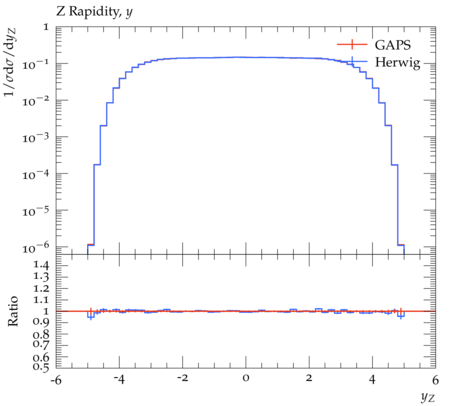 Z Rapidity, y
1/σdσ/dy_Z
1
10⁻¹
10⁻²
10⁻³
10⁻⁴
10⁻⁵
10⁻⁶
GAPS
Herwig
Ratio
1.4
1.3
1.2
1.1
1
0.9
0.8
0.7
0.6
0.5
-6 -4 -2 0 2 4 6
y_Z